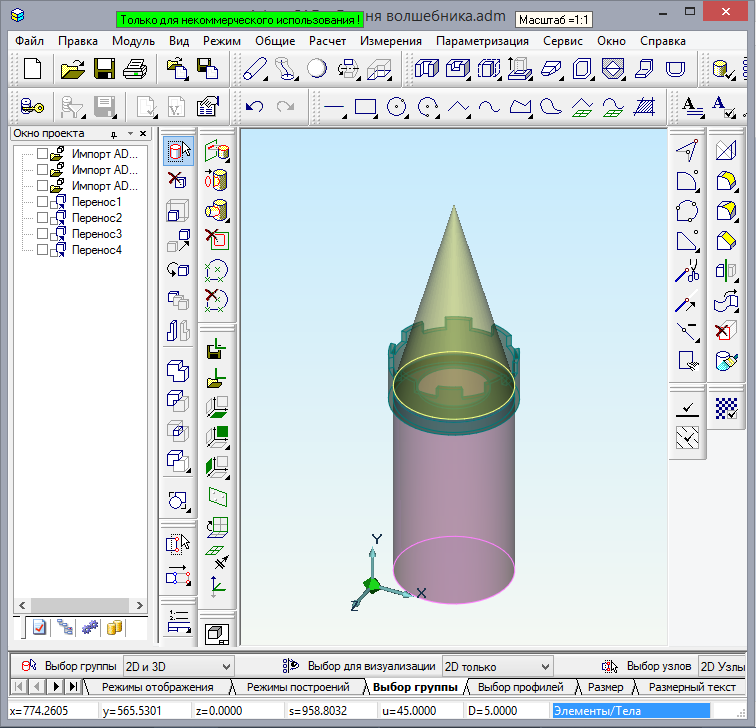 Только для некоммерческого использования !
ня волшебника.adm
Масштаб =1:1
Файл Правка Модуль Вид Режим Общие Расчет Измерения Параметризация Сервис Окно Справка
Окно проекта
Импорт AD...
Импорт AD...
Импорт AD...
Перенос1
Перенос2
Перенос3
Перенос4
Y
X
Z
Выбор группы 2D и 3D Выбор для визуализации 2D только Выбор узлов 2D Узлы
Режимы отображения Режимы построений Выбор группы Выбор профилей Размер Размерный текст
x=774.2605 y=565.5301 z=0.0000 s=958.8032 u=45.0000 D=5.0000 Элементы/Тела